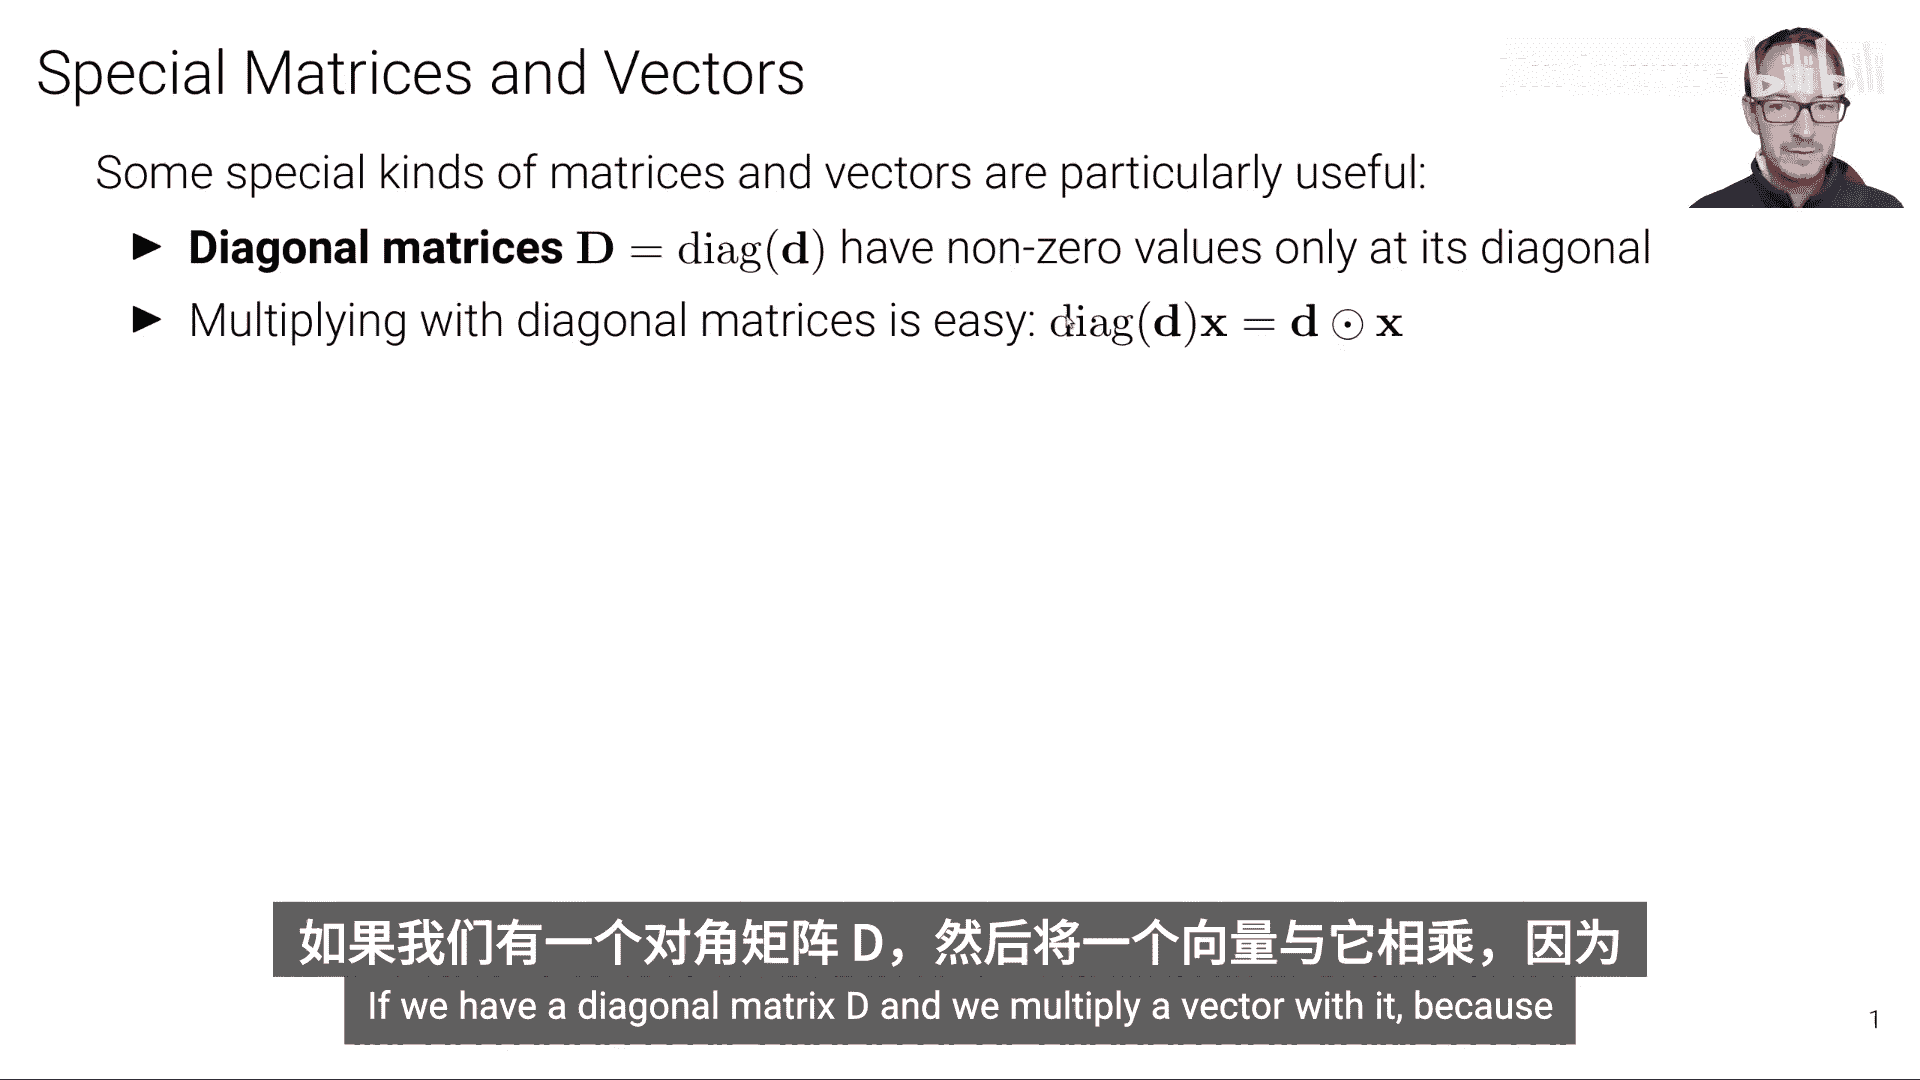 Special Matrices and Vectors
bilibili
Some special kinds of matrices and vectors are particularly useful:
▶ Diagonal matrices D = diag(d) have non-zero values only at its diagonal
▶ Multiplying with diagonal matrices is easy: diag(d)x = d ⊙ x
如果我们有一个对角矩阵 D，然后将一个向量与它相乘，因为
If we have a diagonal matrix D and we multiply a vector with it, because
1